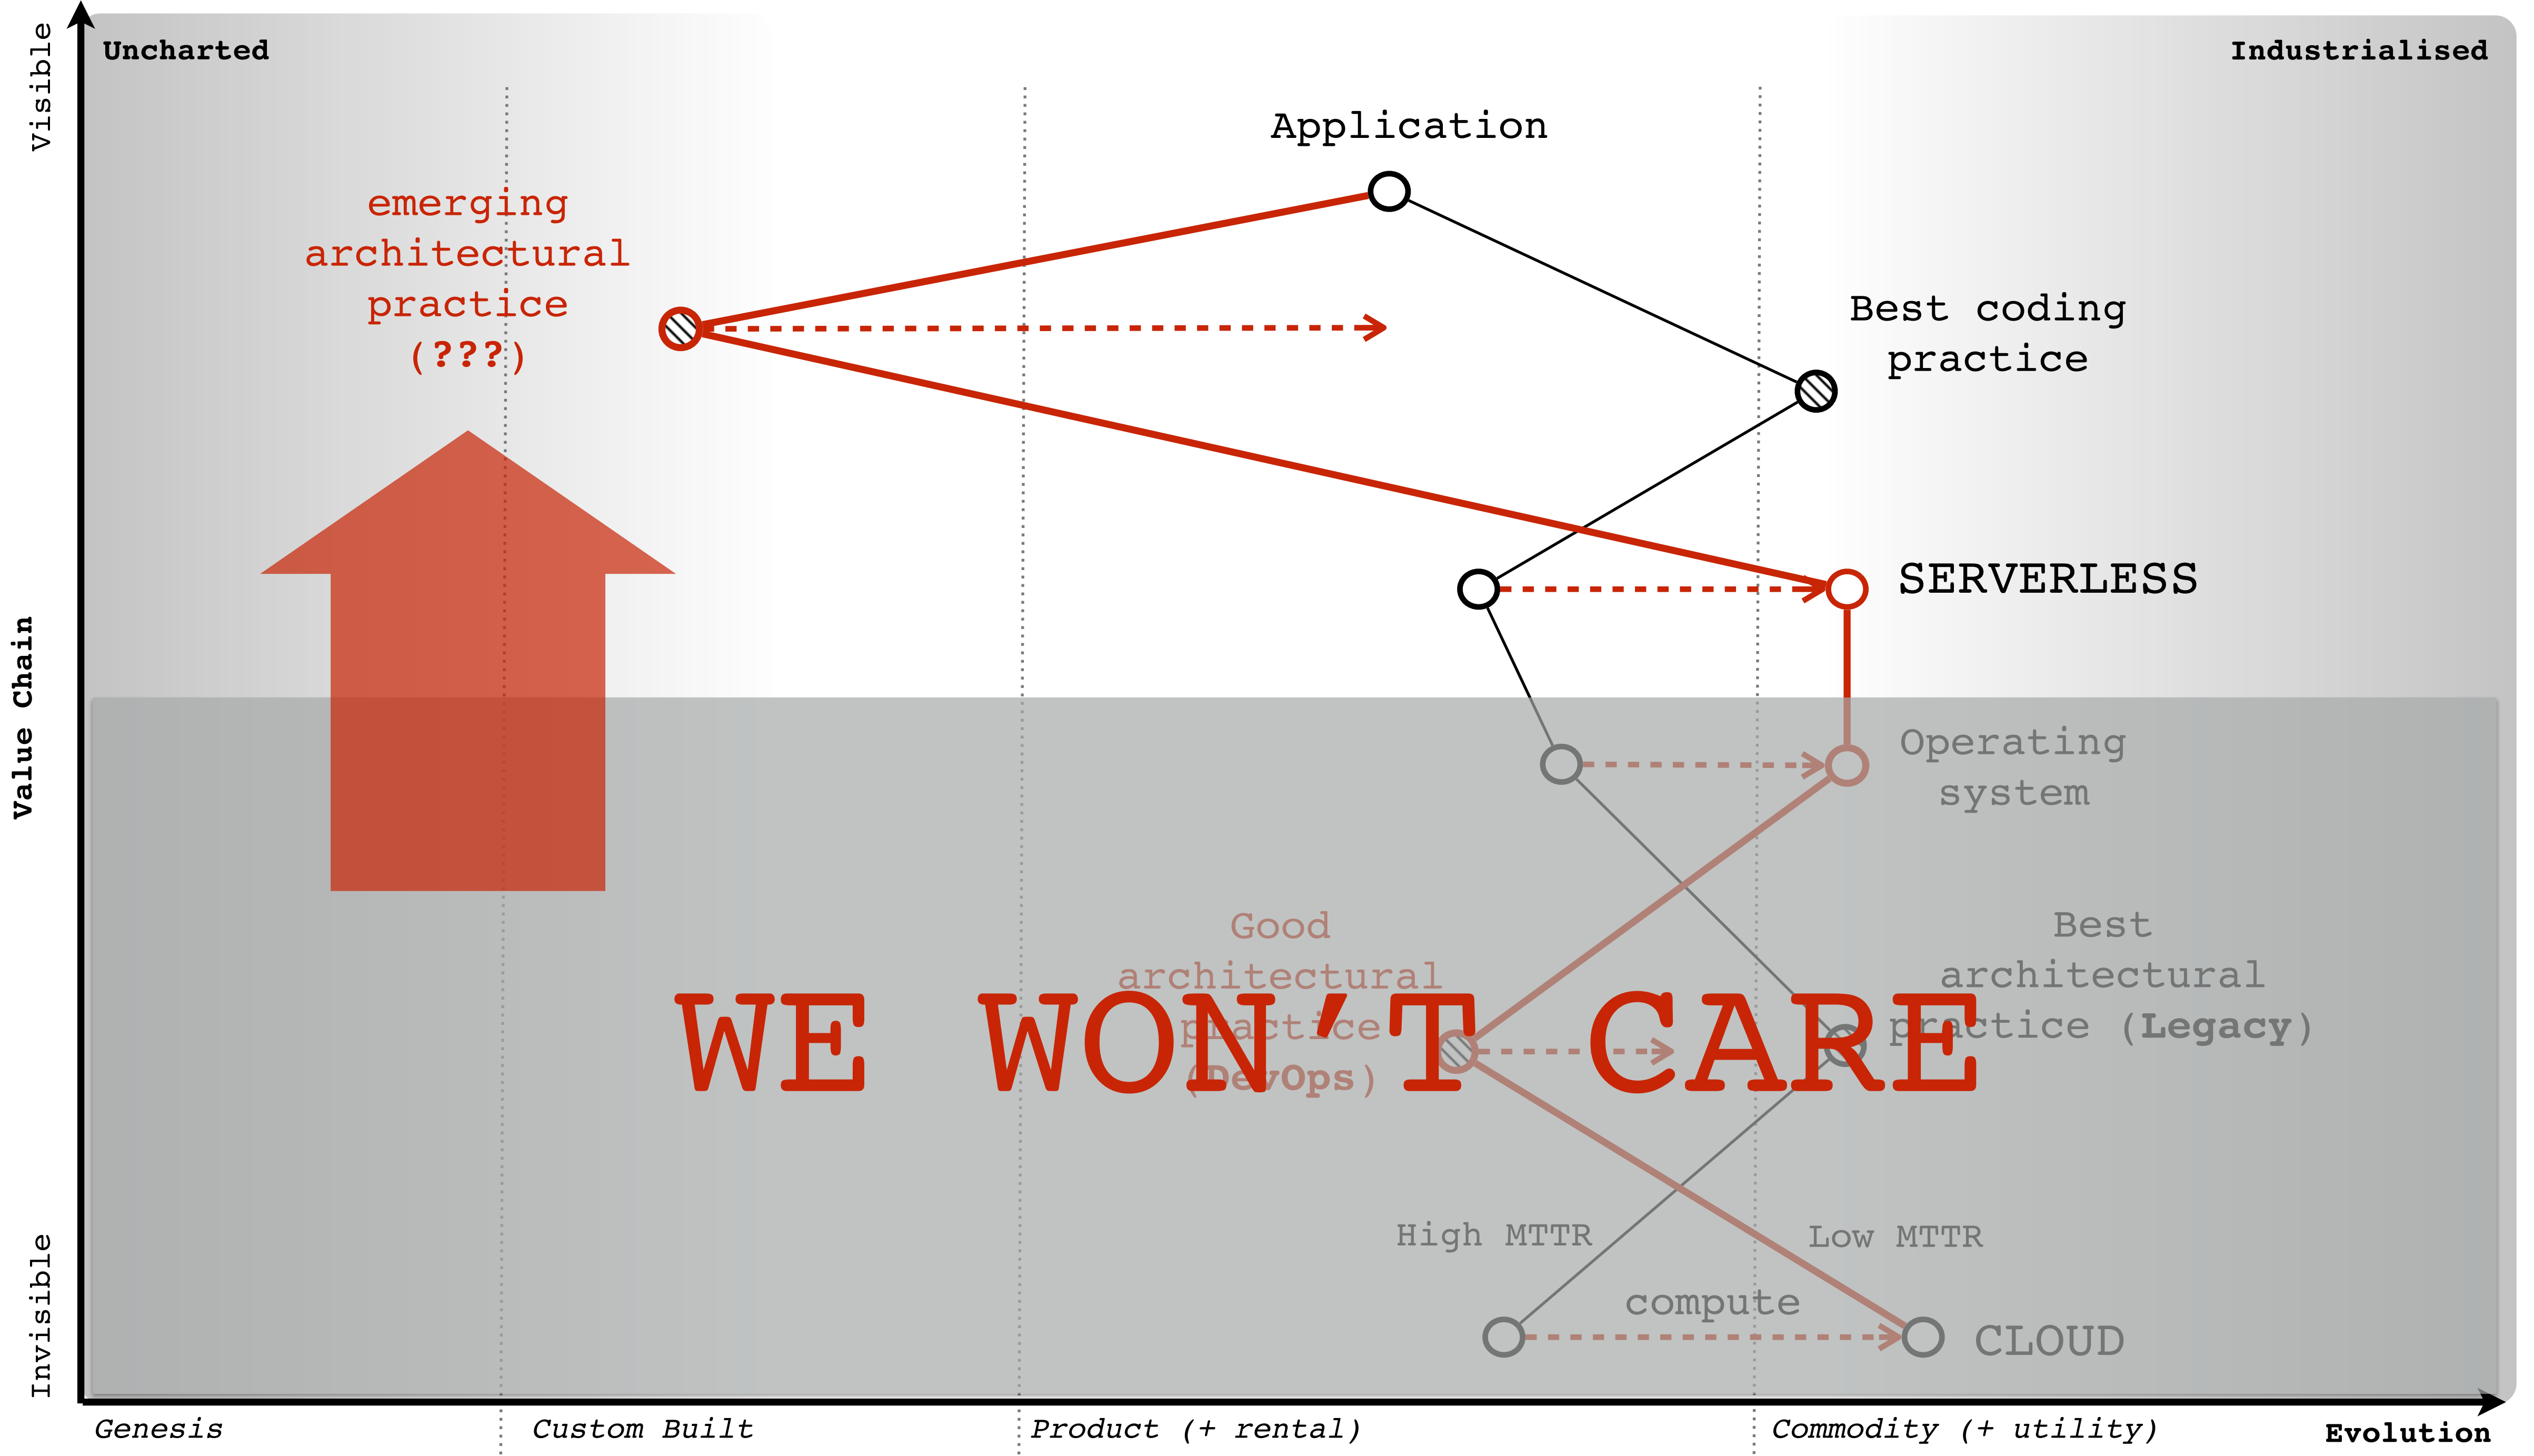 Visible
Uncharted
Industrialised
Application
emerging
architectural
practice
(???)
Best coding
practice
SERVERLESS
Value Chain
Operating
system
Good
architectural
practice
(DevOps)
Best
architectural
practice (Legacy)
WE WON'T CARE
High MTTR
Low MTTR
compute
CLOUD
Invisible
Genesis
Custom Built
Product (+ rental)
Commodity (+ utility)
Evolution